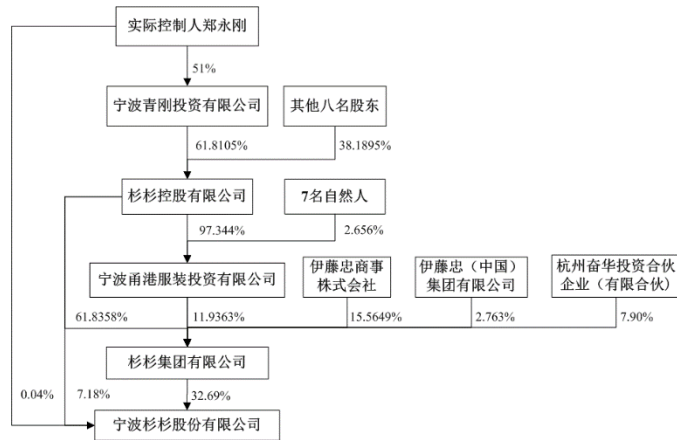 实际控制人郑永刚
51%
宁波青刚投资有限公司
其他八名股东
61.8105%
38.1895%
杉杉控股有限公司
7名自然人
97.344%
2.656%
宁波甬港服装投资有限公司
伊藤忠商事
株式会社
伊藤忠（中国）
集团有限公司
杭州奋华投资合伙
企业（有限合伙）
61.8358%
11.9363%
15.5649%
2.763%
7.90%
杉杉集团有限公司
0.04%
7.18%
32.69%
宁波杉杉股份有限公司